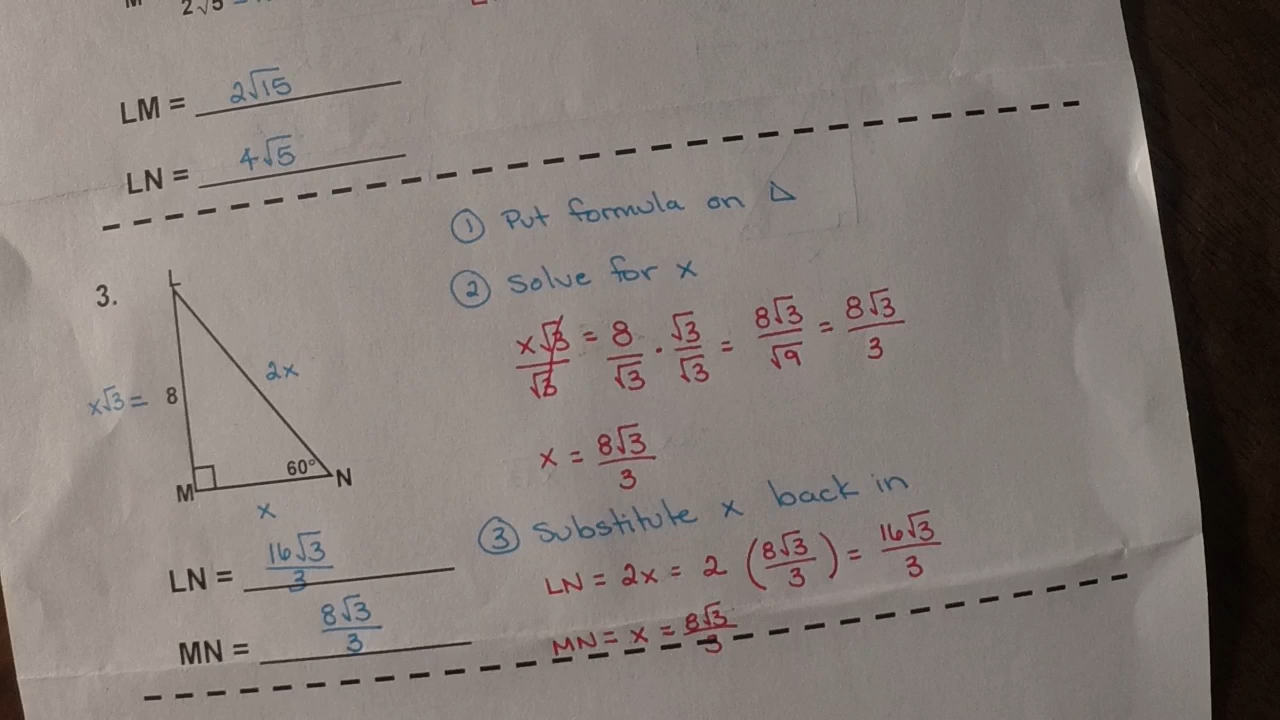 2√5
LM = 2√15
LN = 4√5
① Put formula on △
② Solve for x
3.
L
x√3 = 8
2x
60°
M
N
x
x√3/√3 = 8/√3 · √3/√3 = 8√3/√9 = 8√3/3
x = 8√3/3
③ Substitute x back in
LN = 2x = 2 (8√3/3) = 16√3/3
MN = x = 8√3/3
LN = 16√3/3
MN = 8√3/3